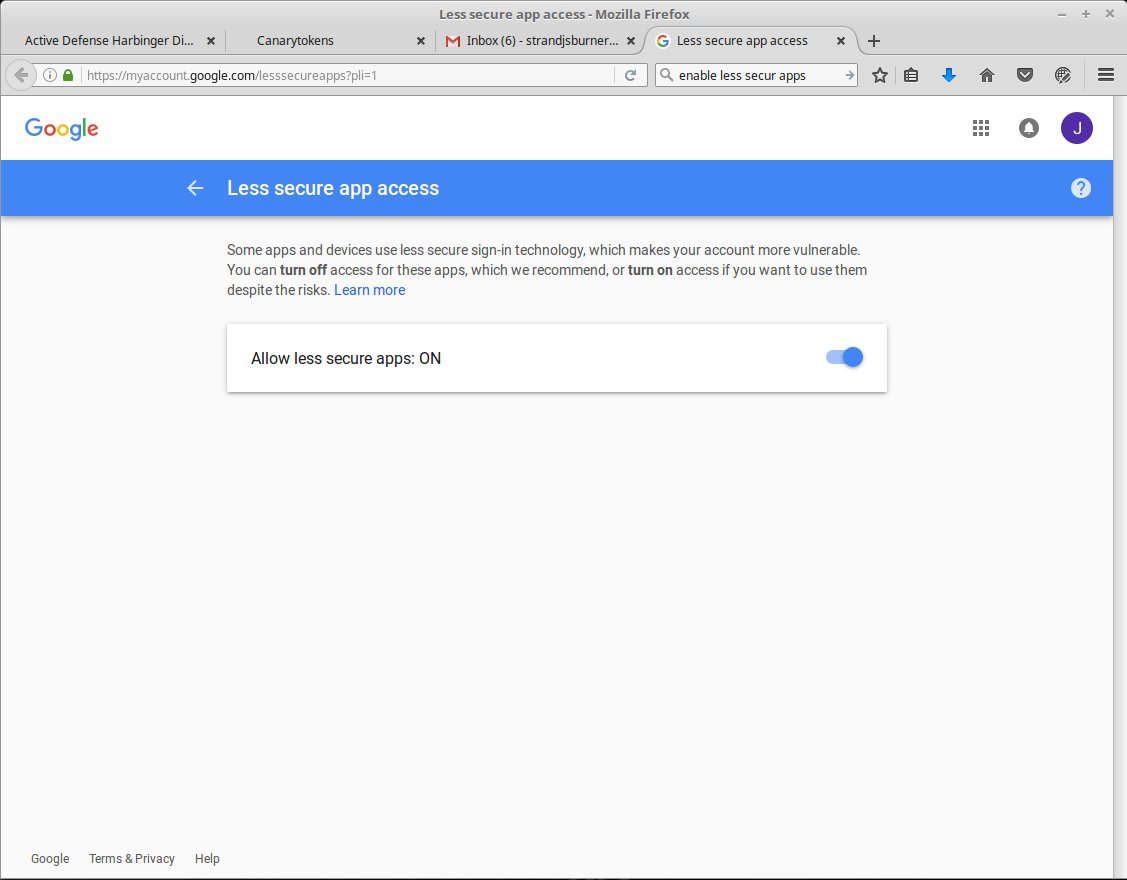 Less secure app access - Mozilla Firefox
Active Defense Harbinger Di...
Canarytokens
Inbox (6) - strandjsburner...
Less secure app access
https://myaccount.google.com/lesssecureapps?pli=1
enable less secur apps
Google
J
Less secure app access
?
Some apps and devices use less secure sign-in technology, which makes your account more vulnerable.
You can turn off access for these apps, which we recommend, or turn on access if you want to use them
despite the risks. Learn more
Allow less secure apps: ON
Google Terms & Privacy Help